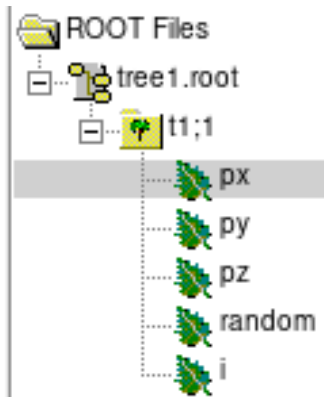 ROOT Files
tree1.root
t1;1
px
py
pz
random
i